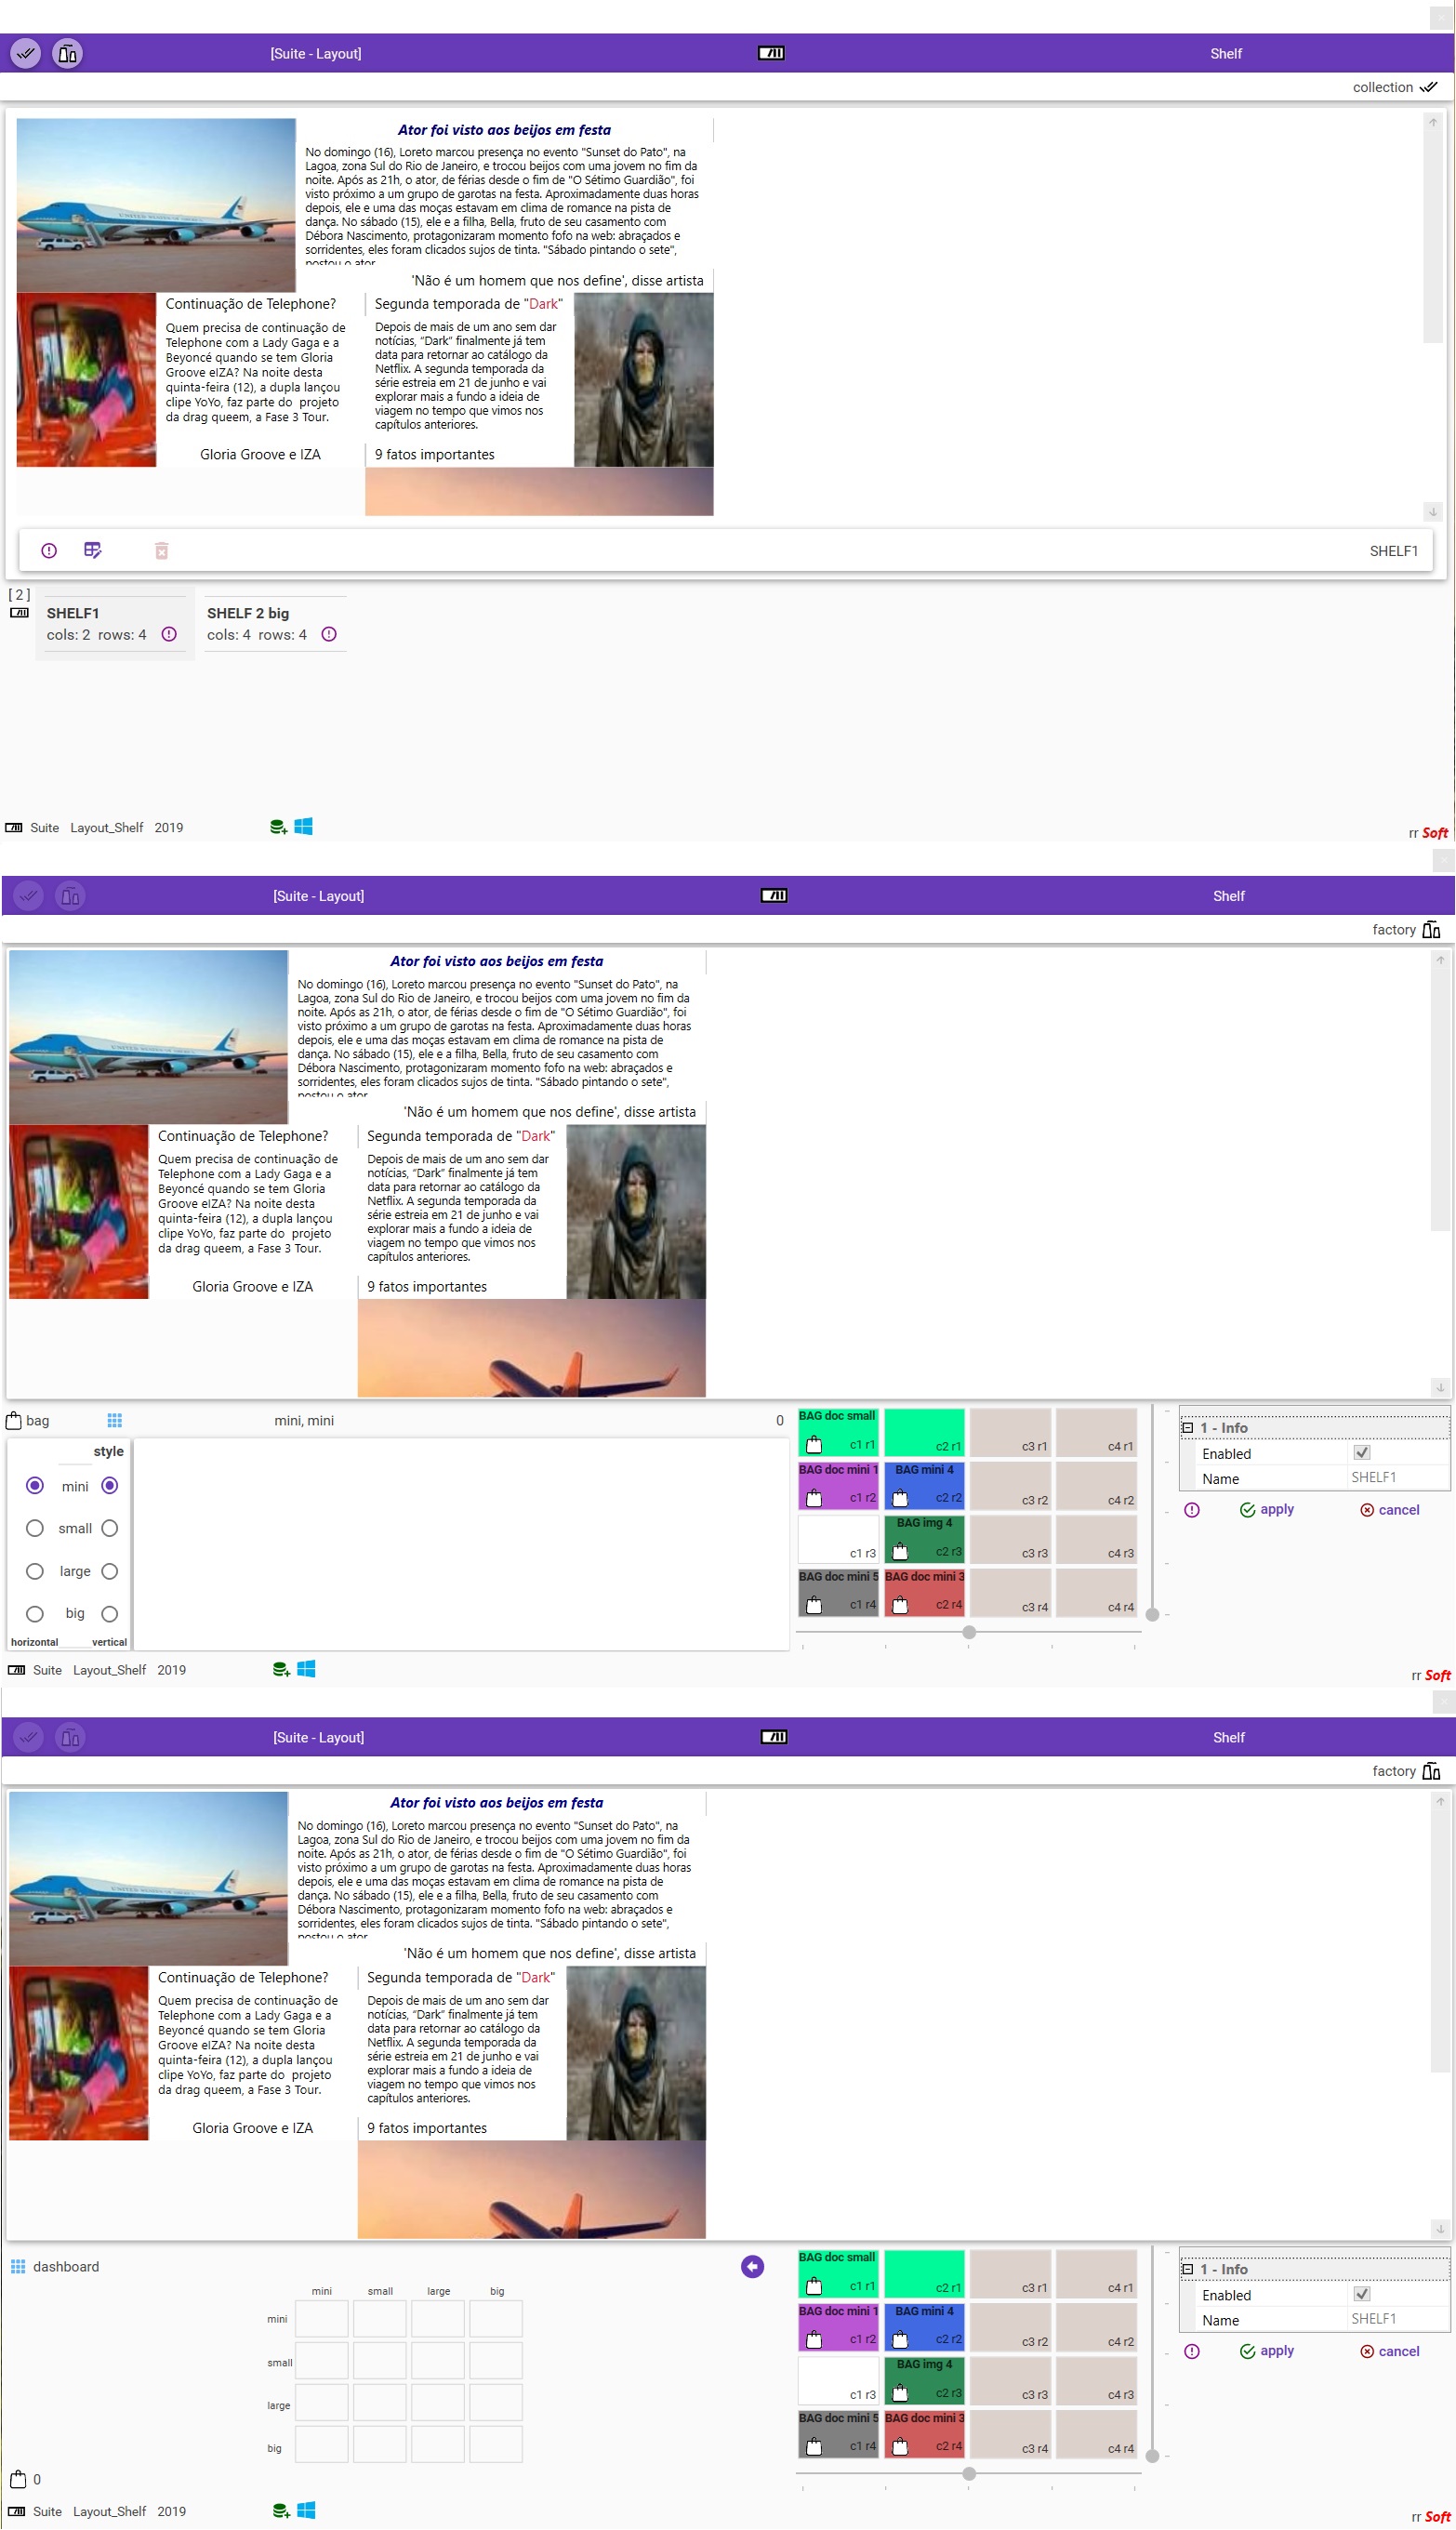 [Suite - Layout]
Shelf
collection
Ator foi visto aos beijos em festa
No domingo (16), Loreto marcou presença no evento "Sunset do Pato", na
Lagoa, zona Sul do Rio de Janeiro, e trocou beijos com uma jovem no fim da
noite. Após as 21h, o ator, de férias desde o fim de "O Sétimo Guardião", foi
visto próximo a um grupo de garotas na festa. Aproximadamente duas horas
depois, ele e uma das moças estavam em clima de romance na pista de
dança. No sábado (15), ele e a filha, Bella, fruto de seu casamento com
Débora Nascimento, protagonizaram momento fofo na web: abraçados e
sorridentes, eles foram clicados sujos de tinta. "Sábado pintando o sete",
postou o ator
'Não é um homem que nos define', disse artista
Continuação de Telephone?
Quem precisa de continuação de
Telephone com a Lady Gaga e a
Beyoncé quando se tem Gloria
Groove eIZA? Na noite desta
quinta-feira (12), a dupla lançou
clipe YoYo, faz parte do projeto
da drag queem, a Fase 3 Tour.
Gloria Groove e IZA
Segunda temporada de "Dark"
Depois de mais de um ano sem dar
notícias, "Dark" finalmente já tem
data para retornar ao catálogo da
Netflix. A segunda temporada da
série estreia em 21 de junho e vai
explorar mais a fundo a ideia de
viagem no tempo que vimos nos
capítulos anteriores.
9 fatos importantes
SHELF1
[ 2 ]
SHELF1
cols: 2 rows: 4
SHELF 2 big
cols: 4 rows: 4
Suite Layout_Shelf 2019
rr Soft
[Suite - Layout]
Shelf
factory
Ator foi visto aos beijos em festa
No domingo (16), Loreto marcou presença no evento "Sunset do Pato", na
Lagoa, zona Sul do Rio de Janeiro, e trocou beijos com uma jovem no fim da
noite. Após as 21h, o ator, de férias desde o fim de "O Sétimo Guardião", foi
visto próximo a um grupo de garotas na festa. Aproximadamente duas horas
depois, ele e uma das moças estavam em clima de romance na pista de
dança. No sábado (15), ele e a filha, Bella, fruto de seu casamento com
Débora Nascimento, protagonizaram momento fofo na web: abraçados e
sorridentes, eles foram clicados sujos de tinta. "Sábado pintando o sete",
postou o ator
'Não é um homem que nos define', disse artista
Continuação de Telephone?
Quem precisa de continuação de
Telephone com a Lady Gaga e a
Beyoncé quando se tem Gloria
Groove eIZA? Na noite desta
quinta-feira (12), a dupla lançou
clipe YoYo, faz parte do projeto
da drag queem, a Fase 3 Tour.
Gloria Groove e IZA
Segunda temporada de "Dark"
Depois de mais de um ano sem dar
notícias, "Dark" finalmente já tem
data para retornar ao catálogo da
Netflix. A segunda temporada da
série estreia em 21 de junho e vai
explorar mais a fundo a ideia de
viagem no tempo que vimos nos
capítulos anteriores.
9 fatos importantes
bag
mini, mini
0
style
mini
small
large
big
horizontal vertical
BAG doc small
c1 r1
c2 r1
c3 r1
c4 r1
BAG doc mini 1
c1 r2
BAG mini 4
c2 r2
c3 r2
c4 r2
c1 r3
BAG img 4
c2 r3
c3 r3
c4 r3
BAG doc mini 5
c1 r4
BAG doc mini 3
c2 r4
c3 r4
c4 r4
1 - Info
Enabled
Name SHELF1
apply
cancel
Suite Layout_Shelf 2019
rr Soft
[Suite - Layout]
Shelf
factory
Ator foi visto aos beijos em festa
No domingo (16), Loreto marcou presença no evento "Sunset do Pato", na
Lagoa, zona Sul do Rio de Janeiro, e trocou beijos com uma jovem no fim da
noite. Após as 21h, o ator, de férias desde o fim de "O Sétimo Guardião", foi
visto próximo a um grupo de garotas na festa. Aproximadamente duas horas
depois, ele e uma das moças estavam em clima de romance na pista de
dança. No sábado (15), ele e a filha, Bella, fruto de seu casamento com
Débora Nascimento, protagonizaram momento fofo na web: abraçados e
sorridentes, eles foram clicados sujos de tinta. "Sábado pintando o sete",
postou o ator
'Não é um homem que nos define', disse artista
Continuação de Telephone?
Quem precisa de continuação de
Telephone com a Lady Gaga e a
Beyoncé quando se tem Gloria
Groove eIZA? Na noite desta
quinta-feira (12), a dupla lançou
clipe YoYo, faz parte do projeto
da drag queem, a Fase 3 Tour.
Gloria Groove e IZA
Segunda temporada de "Dark"
Depois de mais de um ano sem dar
notícias, "Dark" finalmente já tem
data para retornar ao catálogo da
Netflix. A segunda temporada da
série estreia em 21 de junho e vai
explorar mais a fundo a ideia de
viagem no tempo que vimos nos
capítulos anteriores.
9 fatos importantes
dashboard
mini small large big
mini
small
large
big
0
BAG doc small
c1 r1
c2 r1
c3 r1
c4 r1
BAG doc mini 1
c1 r2
BAG mini 4
c2 r2
c3 r2
c4 r2
c1 r3
BAG img 4
c2 r3
c3 r3
c4 r3
BAG doc mini 5
c1 r4
BAG doc mini 3
c2 r4
c3 r4
c4 r4
1 - Info
Enabled
Name SHELF1
apply
cancel
Suite Layout_Shelf 2019
rr Soft